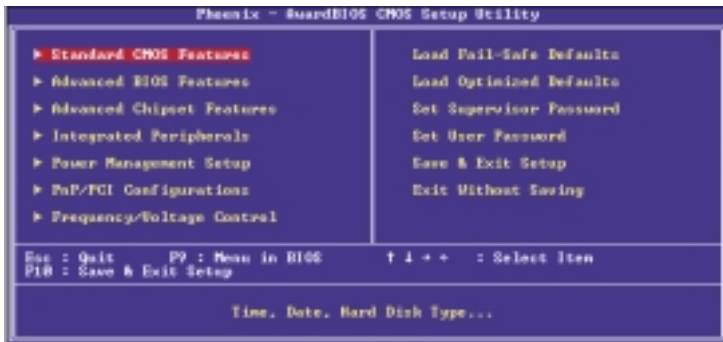 Phoenix - AwardBIOS CMOS Setup Utility
▶ Standard CMOS Features
▶ Advanced BIOS Features
▶ Advanced Chipset Features
▶ Integrated Peripherals
▶ Power Management Setup
▶ PnP/PCI Configurations
▶ Frequency/Voltage Control
Load Fail-Safe Defaults
Load Optimized Defaults
Set Supervisor Password
Set User Password
Save & Exit Setup
Exit Without Saving
Esc : Quit F9 : Menu in BIOS ↑ ↓ → ← : Select Item
F10 : Save & Exit Setup
Time, Date, Hard Disk Type...